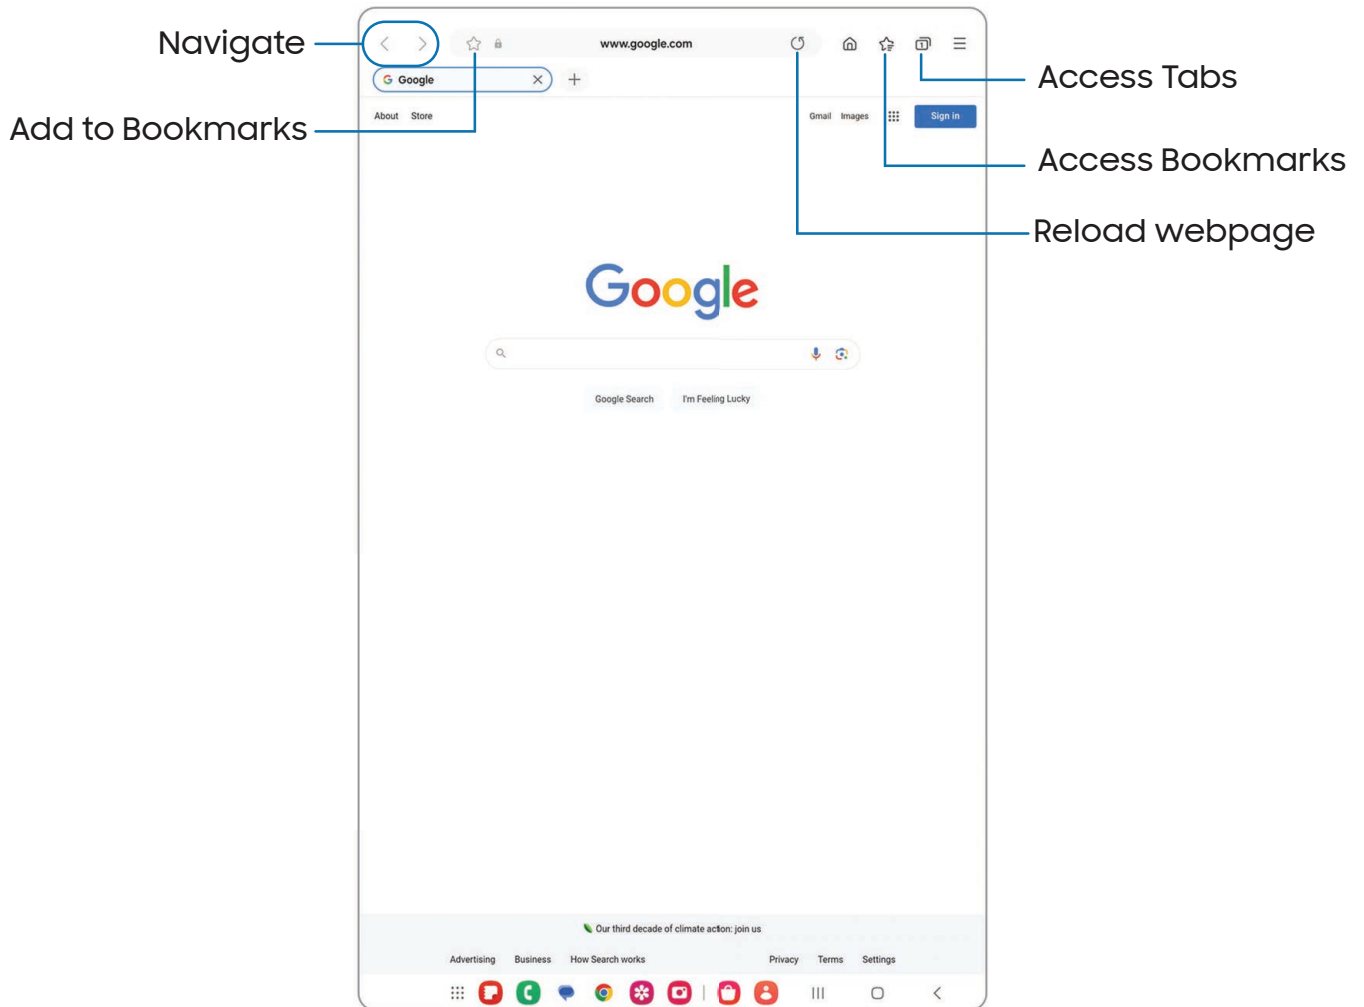 Navigate
www.google.com
1
G Google
Access Tabs
About Store
Gmail Images
Sign in
Add to Bookmarks
Access Bookmarks
Reload webpage
Google
Google Search I'm Feeling Lucky
Our third decade of climate action: join us
Advertising Business How Search works
Privacy Terms Settings